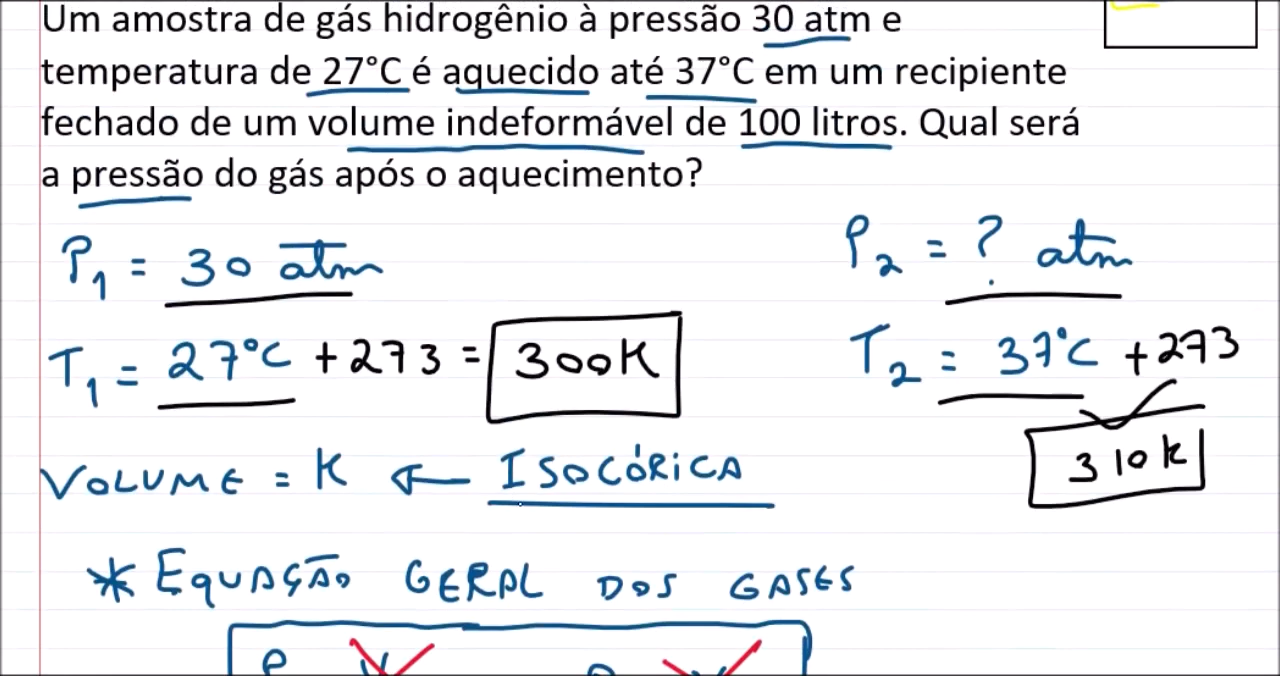 Um amostra de gás hidrogênio à pressão 30 atm e
temperatura de 27°C é aquecido até 37°C em um recipiente
fechado de um volume indeformável de 100 litros. Qual será
a pressão do gás após o aquecimento?
P1 = 30 atm
P2 = ? atm
T1 = 27°C +273 = 300K
T2 = 37°C +273
310K
VOLUME = K ← ISOCÓRICA
* EQUAÇÃO GERAL DOS GASES